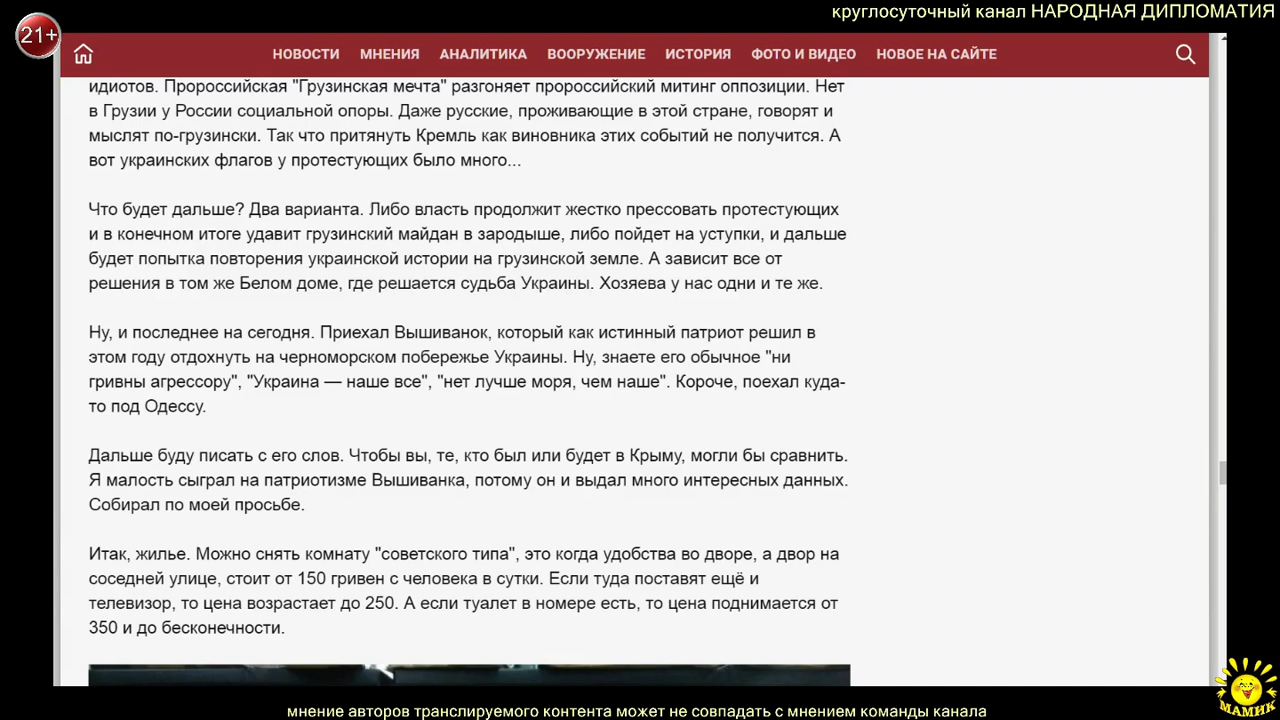 круглосуточный канал НАРОДНАЯ ДИПЛОМАТИЯ
21+
НОВОСТИ МНЕНИЯ АНАЛИТИКА ВООРУЖЕНИЕ ИСТОРИЯ ФОТО И ВИДЕО НОВОЕ НА САЙТЕ
идиотов. Пророссийская "Грузинская мечта" разгоняет пророссийский митинг оппозиции. Нет
в Грузии у России социальной опоры. Даже русские, проживающие в этой стране, говорят и
мыслят по-грузински. Так что притянуть Кремль как виновника этих событий не получится. А
вот украинских флагов у протестующих было много...
Что будет дальше? Два варианта. Либо власть продолжит жестко прессовать протестующих
и в конечном итоге удавит грузинский майдан в зародыше, либо пойдет на уступки, и дальше
будет попытка повторения украинской истории на грузинской земле. А зависит все от
решения в том же Белом доме, где решается судьба Украины. Хозяева у нас одни и те же.
Ну, и последнее на сегодня. Приехал Вышиванок, который как истинный патриот решил в
этом году отдохнуть на черноморском побережье Украины. Ну, знаете его обычное "ни
гривны агрессору", "Украина — наше все", "нет лучше моря, чем наше". Короче, поехал куда-
то под Одессу.
Дальше буду писать с его слов. Чтобы вы, те, кто был или будет в Крыму, могли бы сравнить.
Я малость сыграл на патриотизме Вышиванка, потому он и выдал много интересных данных.
Собирал по моей просьбе.
Итак, жилье. Можно снять комнату "советского типа", это когда удобства во дворе, а двор на
соседней улице, стоит от 150 гривен с человека в сутки. Если туда поставят ещё и
телевизор, то цена возрастает до 250. А если туалет в номере есть, то цена поднимается от
350 и до бесконечности.
МАМИК
мнение авторов транслируемого контента может не совпадать с мнением команды канала